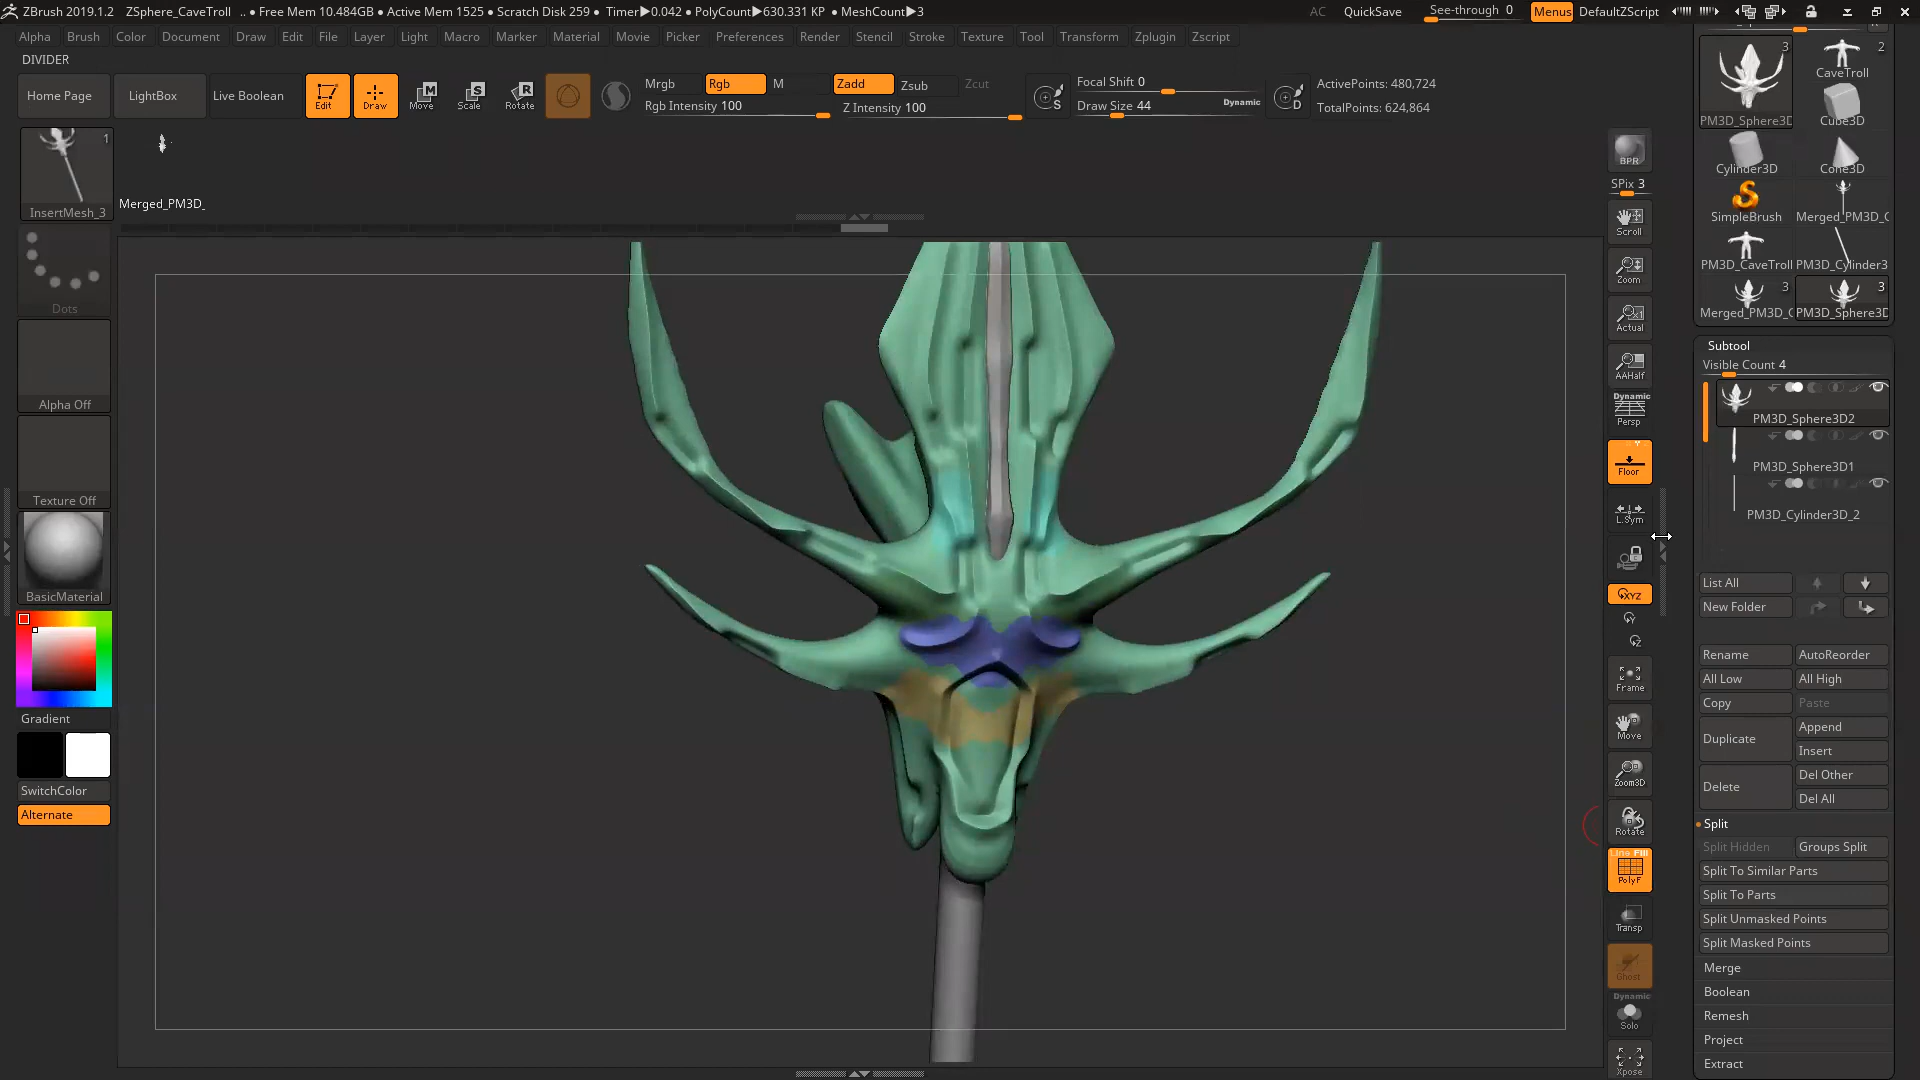 ZBrush 2019.1.2 ZSphere_CaveTroll .. ● Free Mem 10.484GB ● Active Mem 1525 ● Scratch Disk 259 ● Timer▶0.042 ● PolyCount▶630.331 KP ● MeshCount▶3 AC QuickSave See-through 0 Menus DefaultZScript
Alpha Brush Color Document Draw Edit File Layer Light Macro Marker Material Movie Picker Preferences Render Stencil Stroke Texture Tool Transform Zplugin Zscript
DIVIDER
Home Page LightBox Live Boolean Edit Draw Move Scale Rotate
Mrgb Rgb M Zadd Zsub Zcut
Rgb Intensity 100 Z Intensity 100
Focal Shift 0
Draw Size 44 Dynamic
ActivePoints: 480,724
TotalPoints: 624,864
1
InsertMesh_3
Merged_PM3D_
Dots
Alpha Off
Texture Off
BasicMaterial
Gradient
SwitchColor
Alternate
BPR
SPix 3
Scroll
Zoom
Actual
AAHalf
Dynamic
Persp
Floor
L.Sym
XYZ
Frame
Move
Zoom3D
Rotate
Line Fill
PolyF
Transp
Ghost
Dynamic
Solo
Xpose
3
PM3D_Sphere3D
2
CaveTroll
Cube3D
Cylinder3D
Cone3D
SimpleBrush
Merged_PM3D_C
PM3D_CaveTroll
PM3D_Cylinder3
3
Merged_PM3D_C
3
PM3D_Sphere3D
Subtool
Visible Count 4
PM3D_Sphere3D2
PM3D_Sphere3D1
PM3D_Cylinder3D_2
List All
New Folder
Rename AutoReorder
All Low All High
Copy Paste
Duplicate Append
Insert
Delete Del Other
Del All
Split
Split Hidden Groups Split
Split To Similar Parts
Split To Parts
Split Unmasked Points
Split Masked Points
Merge
Boolean
Remesh
Project
Extract